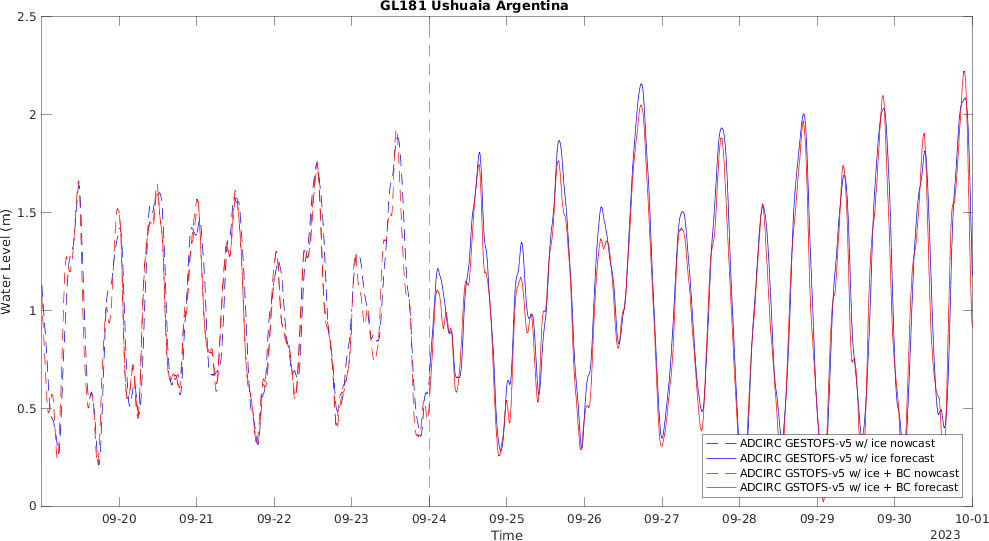 GL181 Ushuaia Argentina
2.5
2
1.5
1
0.5
0
Water Level (m)
09-20 09-21 09-22 09-23 09-24 09-25 09-26 09-27 09-28 09-29 09-30 10-01
2023
Time
ADCIRC GESTOFS-v5 w/ ice nowcast
ADCIRC GESTOFS-v5 w/ ice forecast
ADCIRC GSTOFS-v5 w/ ice + BC nowcast
ADCIRC GSTOFS-v5 w/ ice + BC forecast